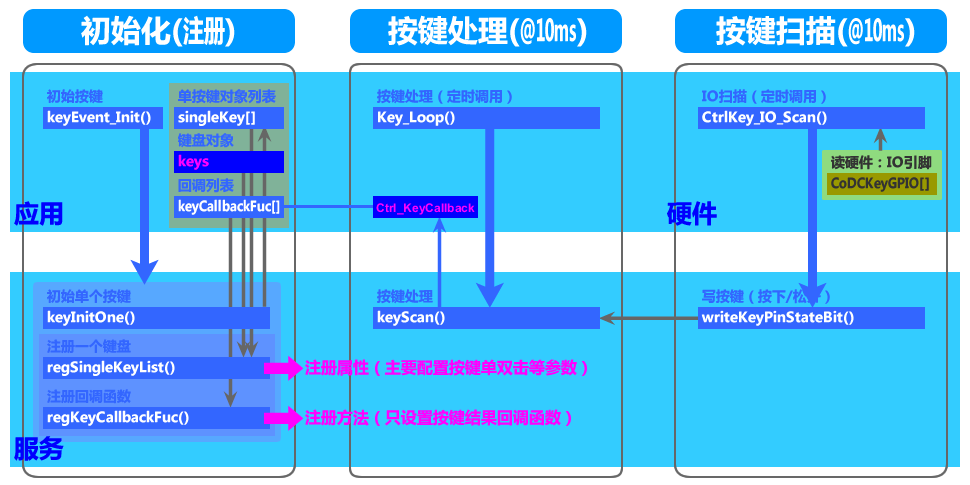 初始化(注册)
按键处理(@10ms)
按键扫描(@10ms)
初始按键
keyEvent_Init()
单按键对象列表
singleKey[]
键盘对象
keys
回调列表
keyCallbackFuc[]
按键处理（定时调用）
Key_Loop()
Ctrl_KeyCallback
IO扫描（定时调用）
CtrlKey_IO_Scan()
读硬件：IO引脚
CoDCKeyGPIO[]
应用
硬件
初始单个按键
keyInitOne()
注册一个键盘
regSingleKeyList()
注册回调函数
regKeyCallbackFuc()
按键处理
keyScan()
写按键（按下/松开）
writeKeyPinStateBit()
注册属性（主要配置按键单双击等参数）
注册方法（只设置按键结果回调函数）
服务